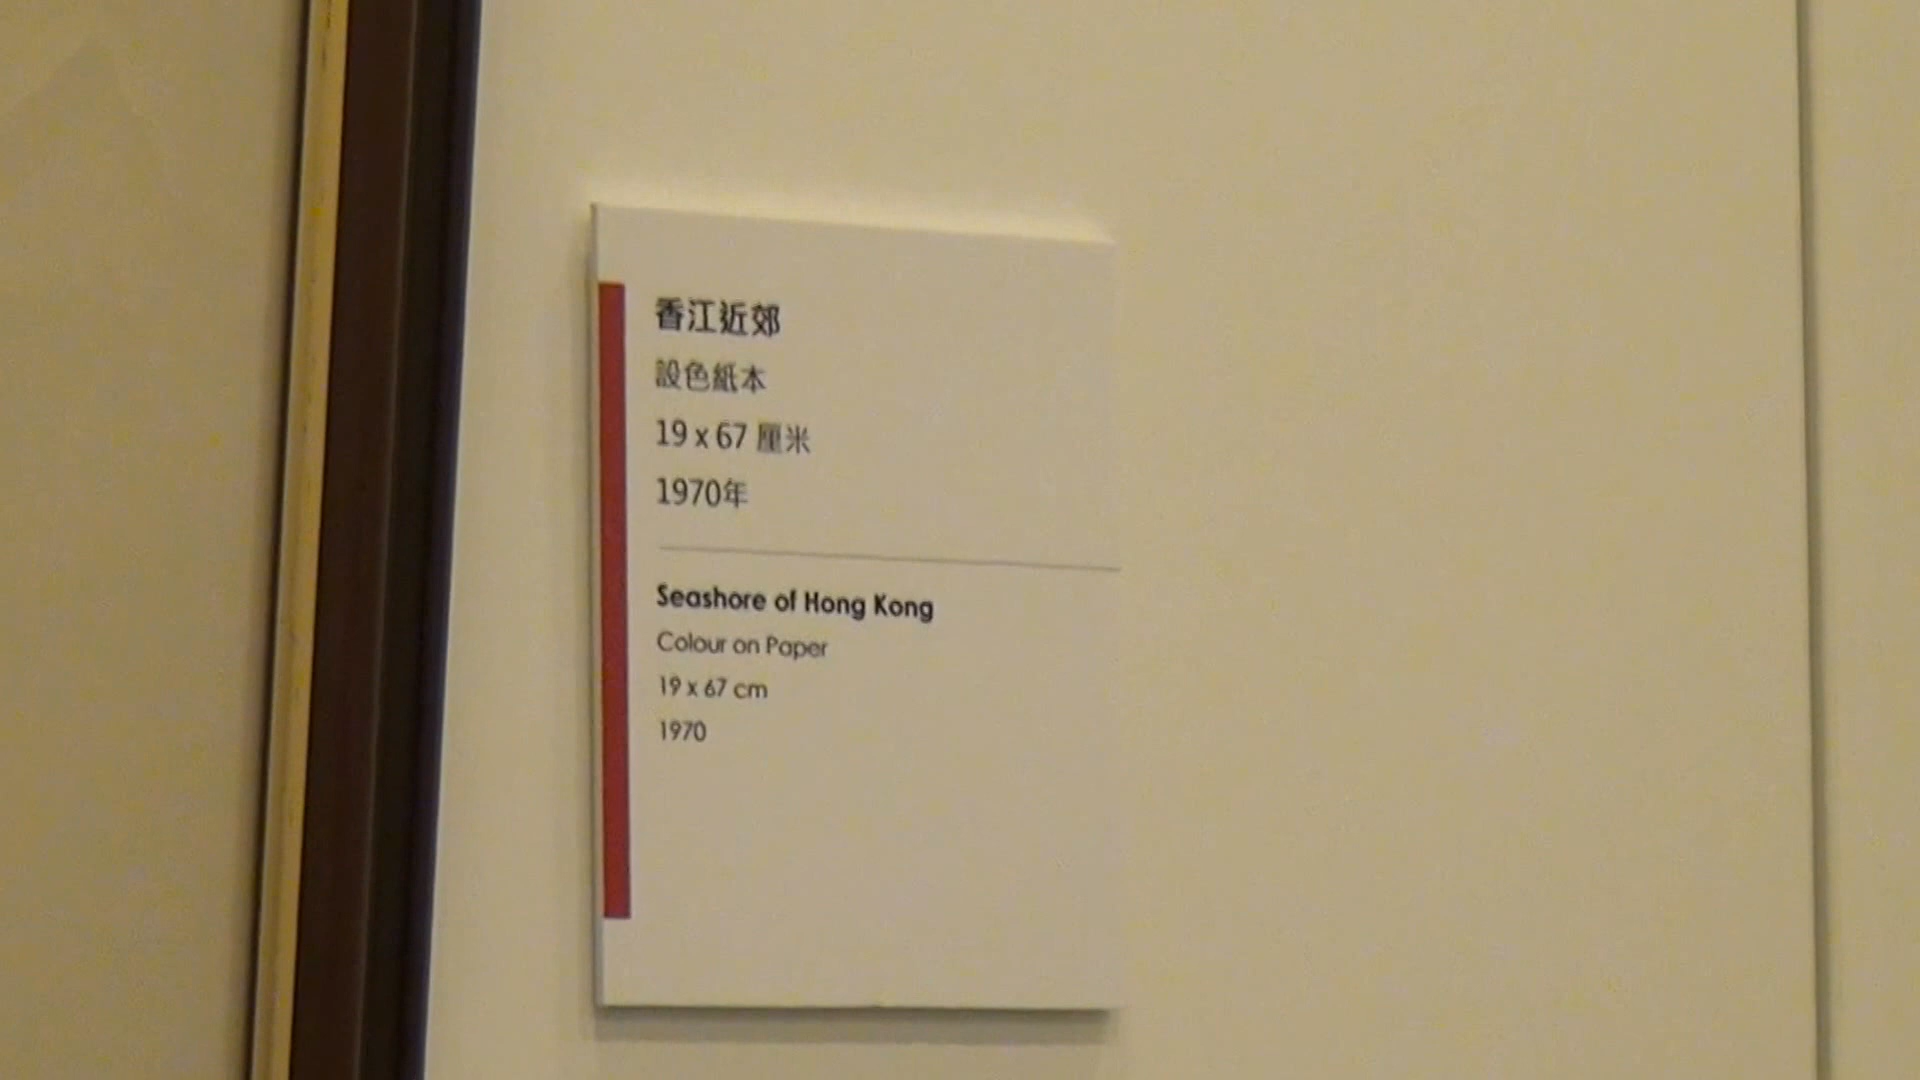 香江近郊
設色紙本
19 x 67 厘米
1970年
Seashore of Hong Kong
Colour on Paper
19 x 67 cm
1970